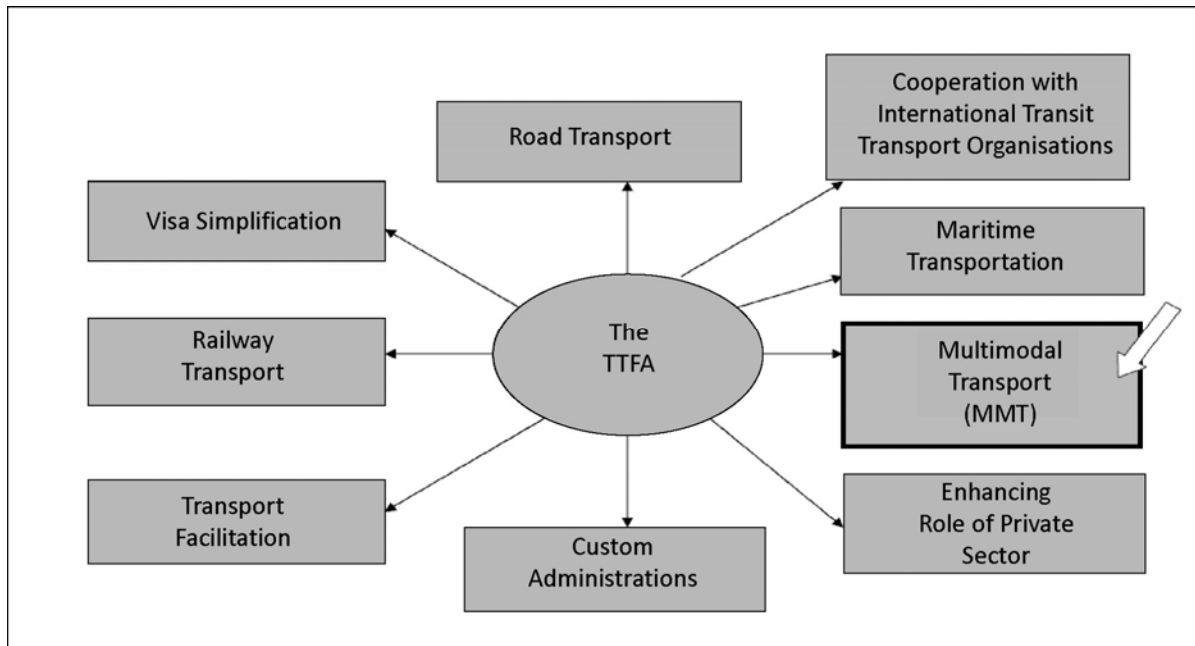 Road Transport
Cooperation with
International Transit
Transport Organisations
Visa Simplification
Maritime
Transportation
The
TTFA
Railway
Transport
Multimodal
Transport
(MMT)
Transport
Facilitation
Custom
Administrations
Enhancing
Role of Private
Sector